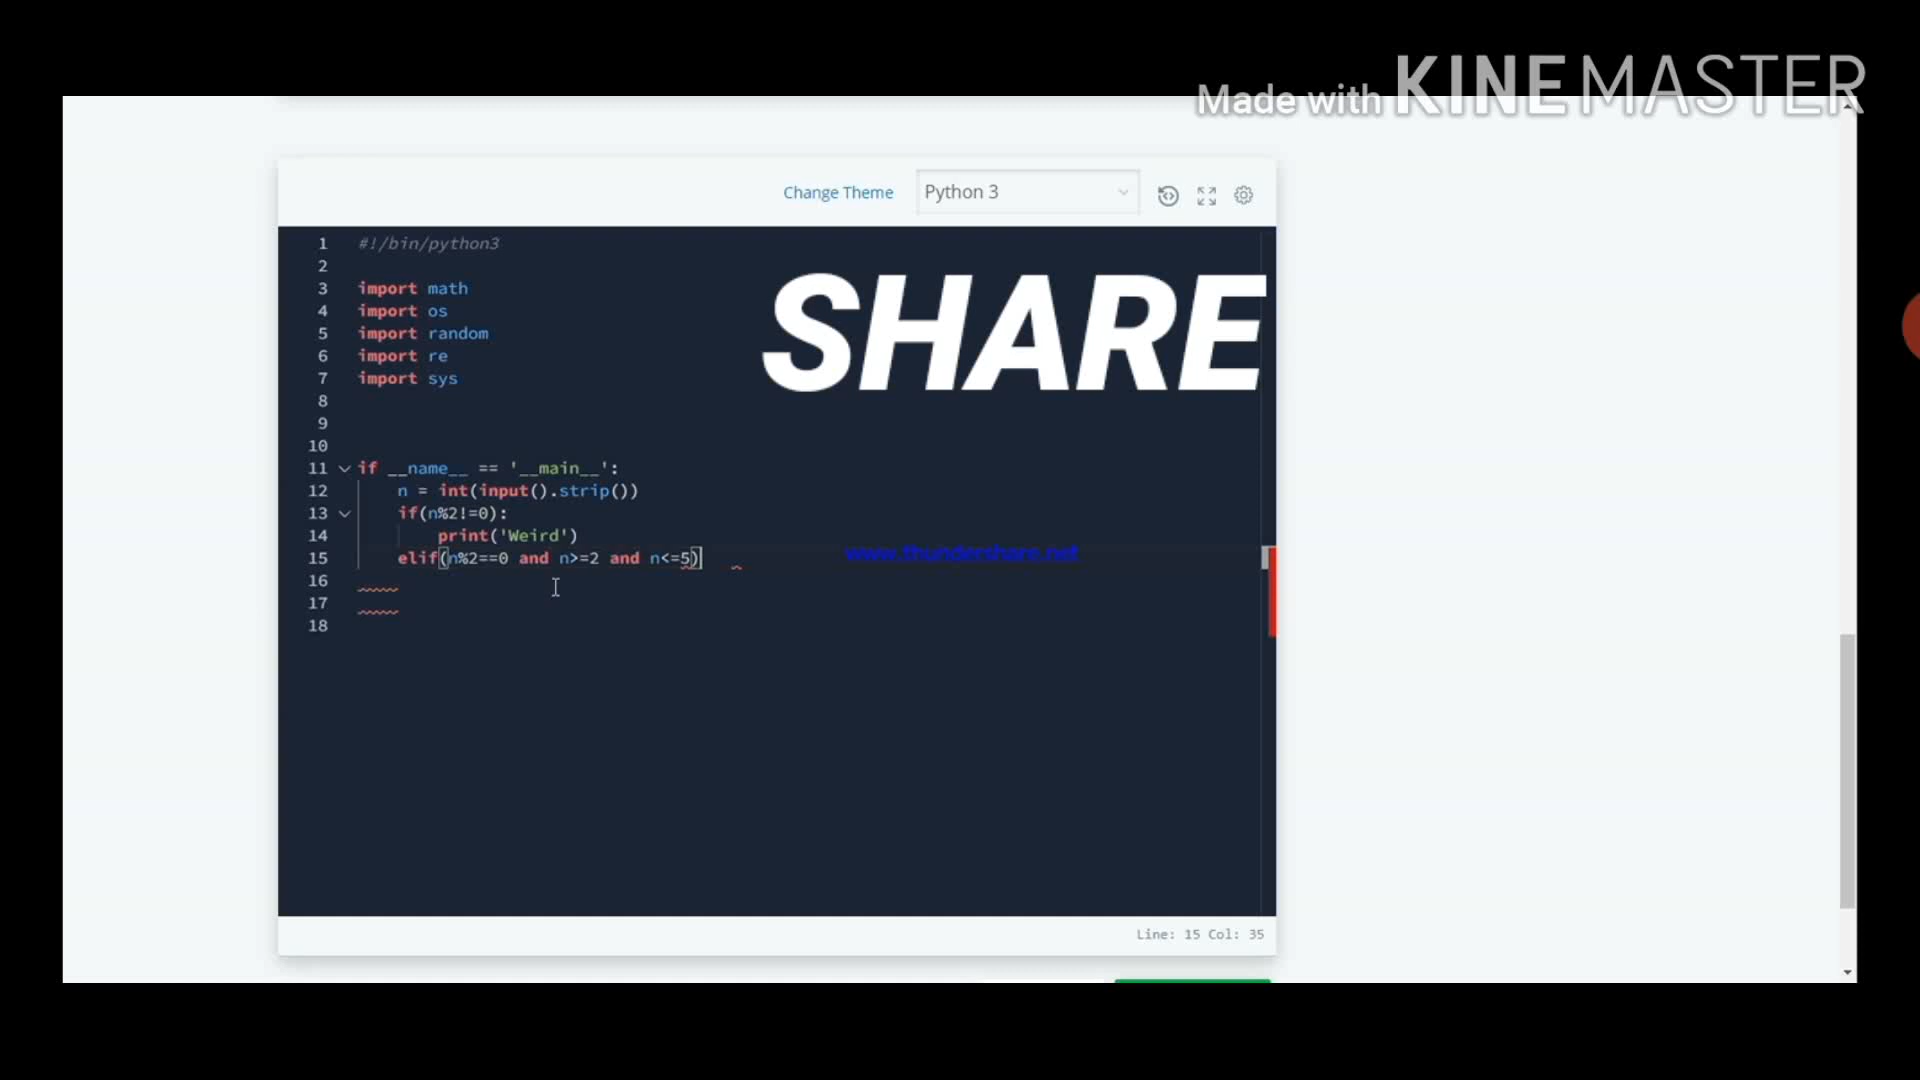 Made with KINEMASTER
Change Theme
Python 3
1 #!/bin/python3
2
3 import math
4 import os
5 import random
6 import re
7 import sys
8
9
10
11 if __name__ == '__main__':
12 n = int(input().strip())
13 if(n%2!=0):
14 print('Weird')
15 elif(n%2==0 and n>=2 and n<=5)
16
17
18
SHARE
www.thundershare.net
Line: 15 Col: 35